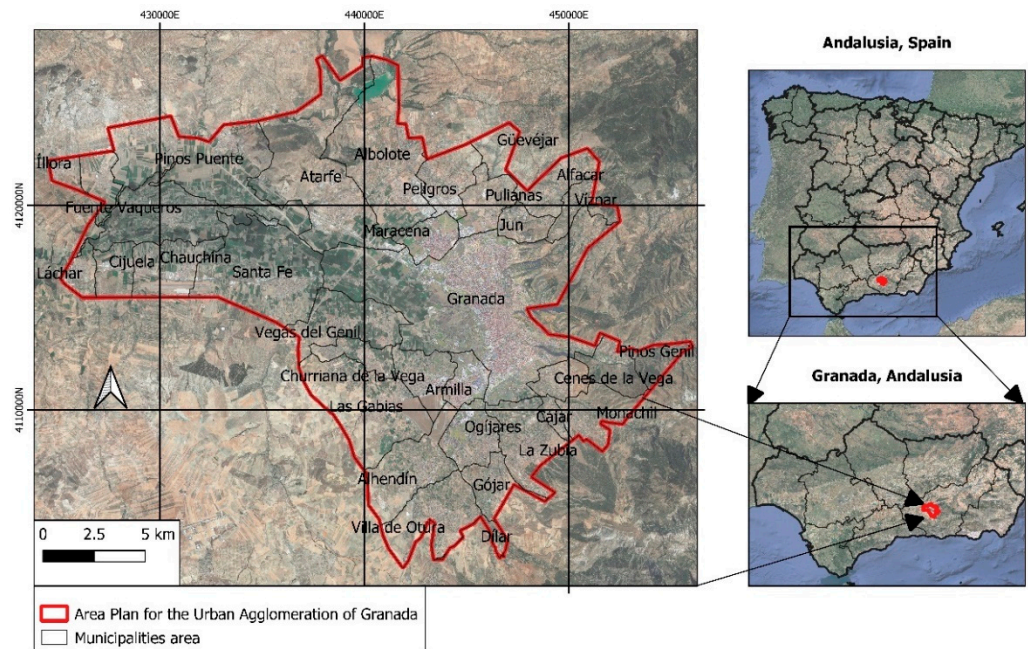 430000E
440000E
450000E
4120000N
4110000N
Íllora
Pinos Puente
Albolote
Güevéjar
Atarfe
Peligros
Pulianas
Alfacar
Víznar
Fuente Vaqueros
Maracena
Jun
Láchar
Cijuela
Chauchina
Santa Fe
Granada
Vegas del Genil
Pinos Genil
Churriana de la Vega
Armilla
Cenes de la Vega
Las Gabias
Ogíjares
Cájar
Monachil
La Zubia
Alhendín
Gójar
Villa de Otura
Dílar
0 2.5 5 km
Area Plan for the Urban Agglomeration of Granada
Municipalities area
Andalusia, Spain
Granada, Andalusia